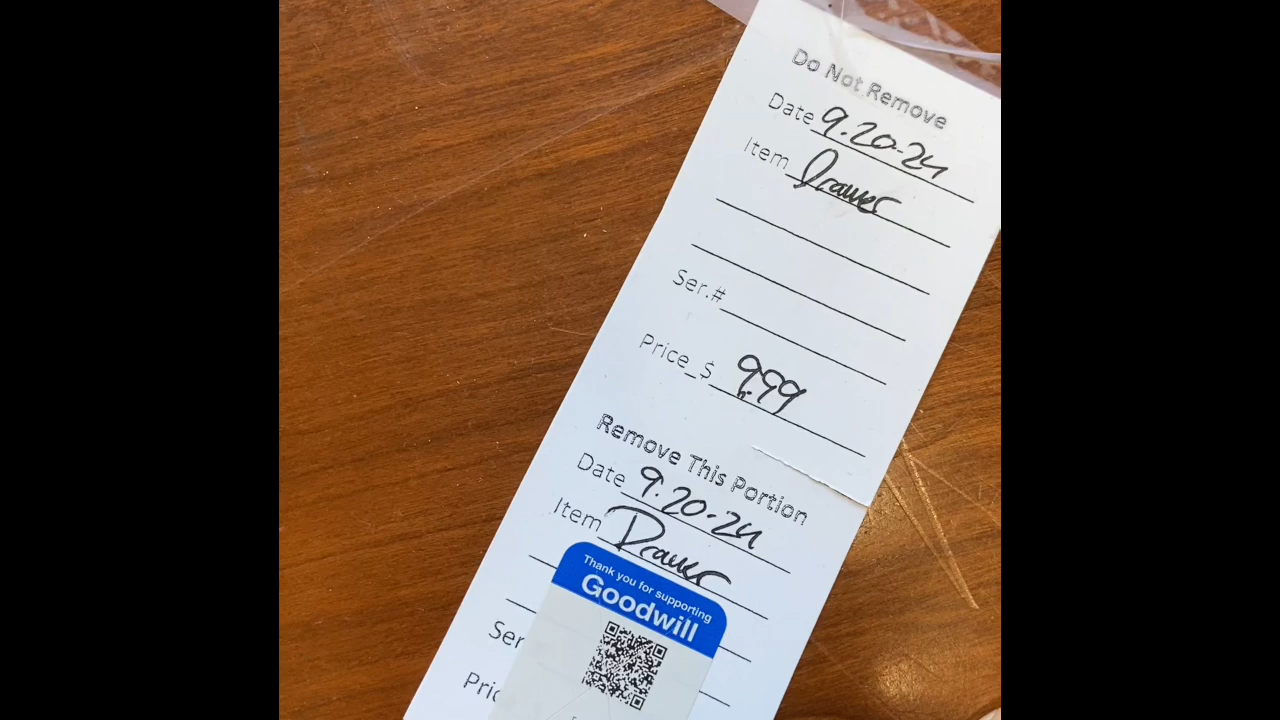 Do Not Remove
Date 9.20-24
Item Drawer
Ser.#
Price $ 9.99
Remove This Portion
Date 9.20-24
Item Drawer
Thank you for supporting
Goodwill